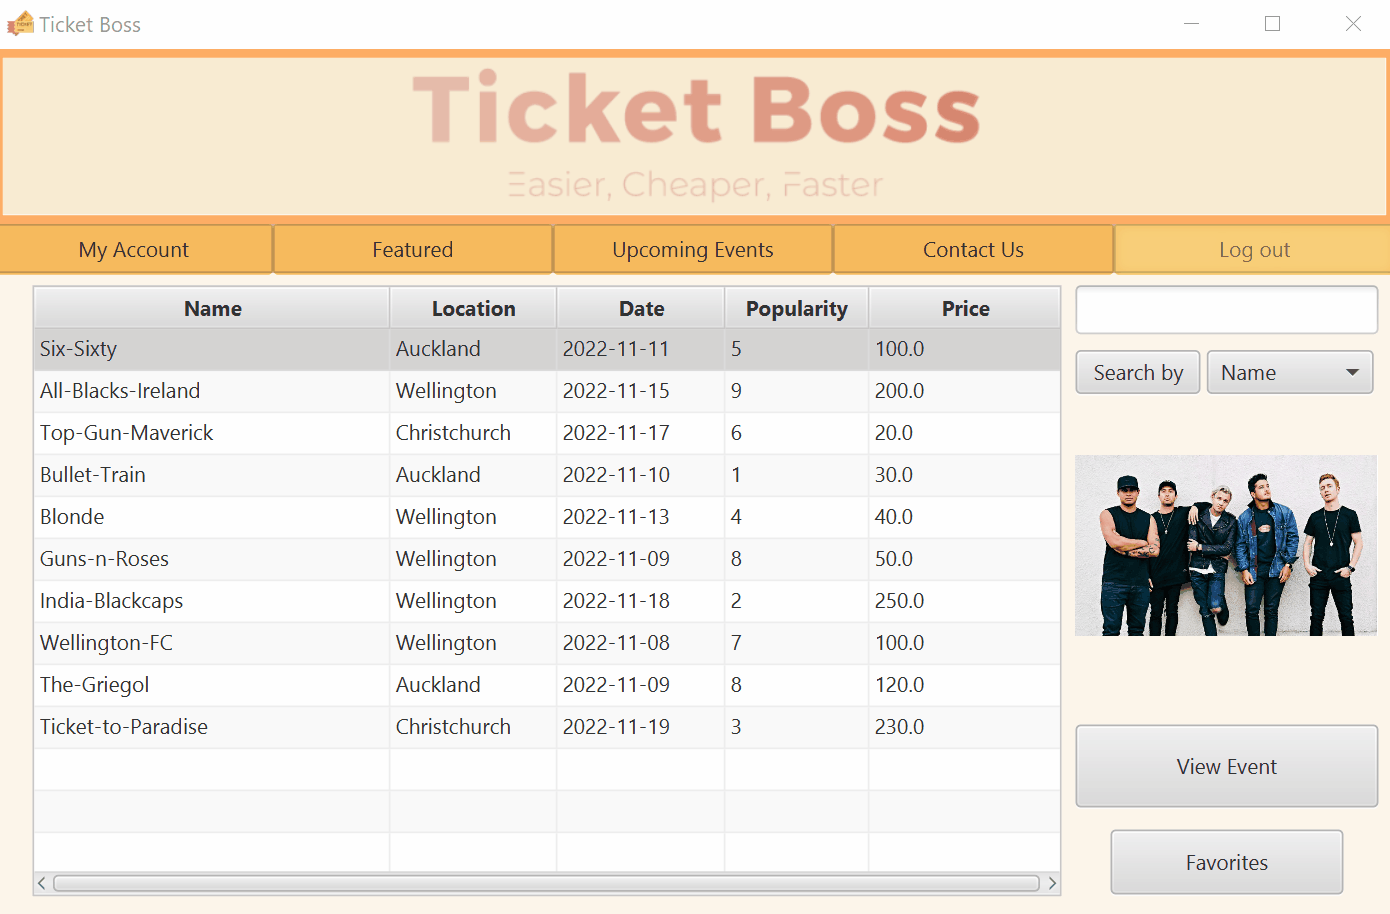 Ticket Boss
Ticket Boss
Easier, Cheaper, Faster
My Account Featured Upcoming Events Contact Us Log out
Name Location Date Popularity Price
Six-Sixty Auckland 2022-11-11 5 100.0
All-Blacks-Ireland Wellington 2022-11-15 9 200.0
Top-Gun-Maverick Christchurch 2022-11-17 6 20.0
Bullet-Train Auckland 2022-11-10 1 30.0
Blonde Wellington 2022-11-13 4 40.0
Guns-n-Roses Wellington 2022-11-09 8 50.0
India-Blackcaps Wellington 2022-11-18 2 250.0
Wellington-FC Wellington 2022-11-08 7 100.0
The-Griegol Auckland 2022-11-09 8 120.0
Ticket-to-Paradise Christchurch 2022-11-19 3 230.0
Search by Name
View Event
Favorites